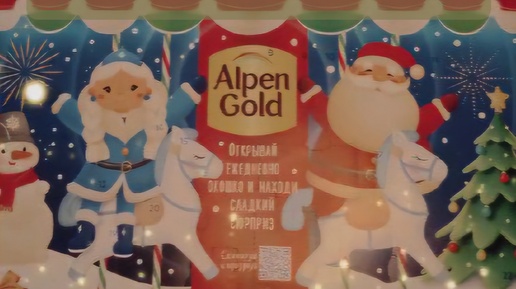 Alpen
Gold
ОТКРЫВАЙ
ЕЖЕДНЕВНО
ОКОШКО И НАХОДИ
СЛАДКИЙ
СЮРПРИЗ